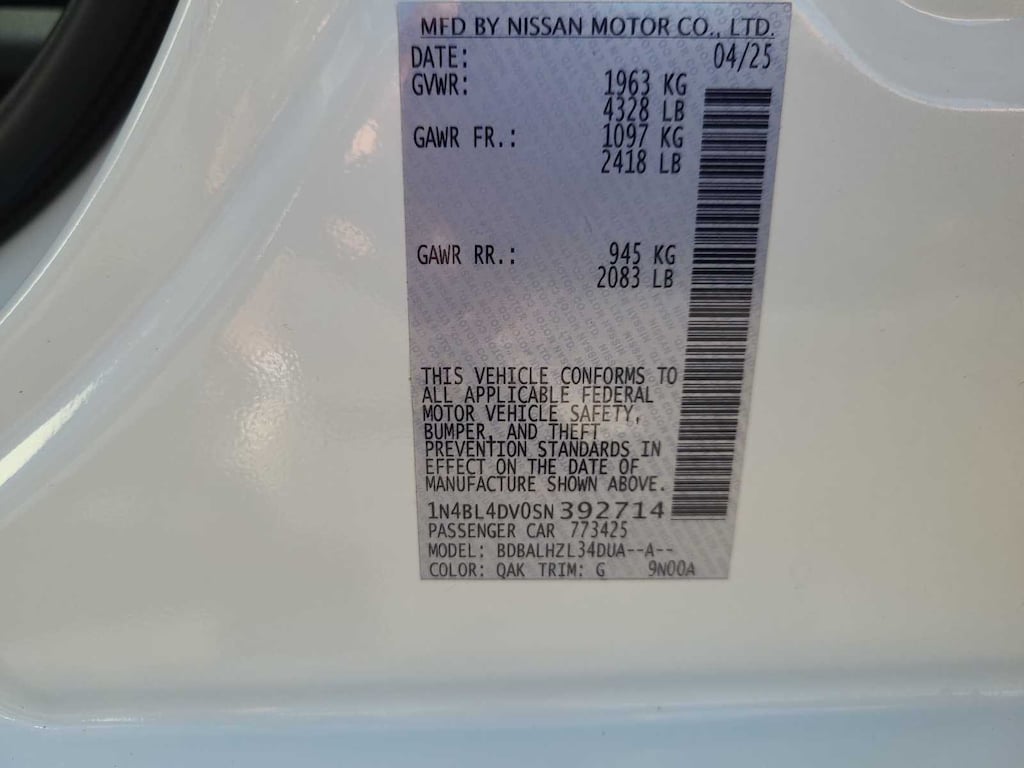 MFD BY NISSAN MOTOR CO., LTD.
DATE: 04/25
GVWR: 1963 KG
4328 LB
GAWR FR.: 1097 KG
2418 LB
GAWR RR.: 945 KG
2083 LB
THIS VEHICLE CONFORMS TO
ALL APPLICABLE FEDERAL
MOTOR VEHICLE SAFETY,
BUMPER, AND THEFT
PREVENTION STANDARDS IN
EFFECT ON THE DATE OF
MANUFACTURE SHOWN ABOVE.
1N4BL4DV0SN392714
PASSENGER CAR 773425
MODEL: BDBALHZL34DUA--A--
COLOR: QAK TRIM: G 9N00A